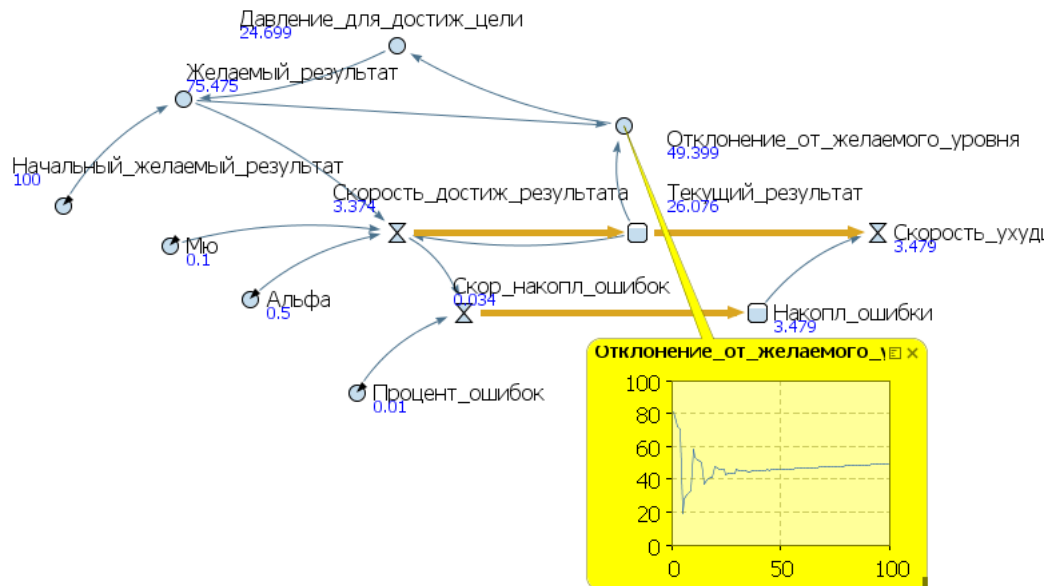 Давление_для_достиж_цели
24.699
Желаемый_результат
75.475
Отклонение_от_желаемого_уровня
49.399
Начальный_желаемый_результат
100
Скорость_достиж_результата
3.374
Текущий_результат
26.076
Мю
0.1
Скорость_ухудш
3.479
Альфа
0.5
Скор_накопл_ошибок
0.034
Накопл_ошибки
3.479
Процент_ошибок
0.01
Отклонение_от_желаемого_у
100
80
60
40
20
0
0 50 100